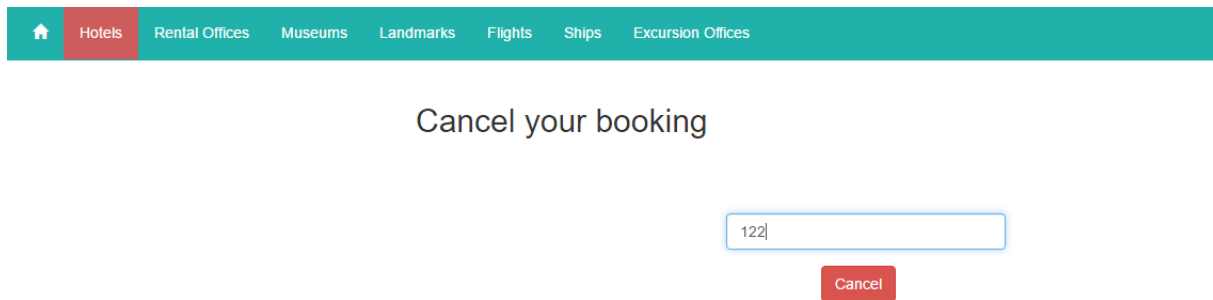 Hotels Rental Offices Museums Landmarks Flights Ships Excursion Offices
Cancel your booking
122
Cancel